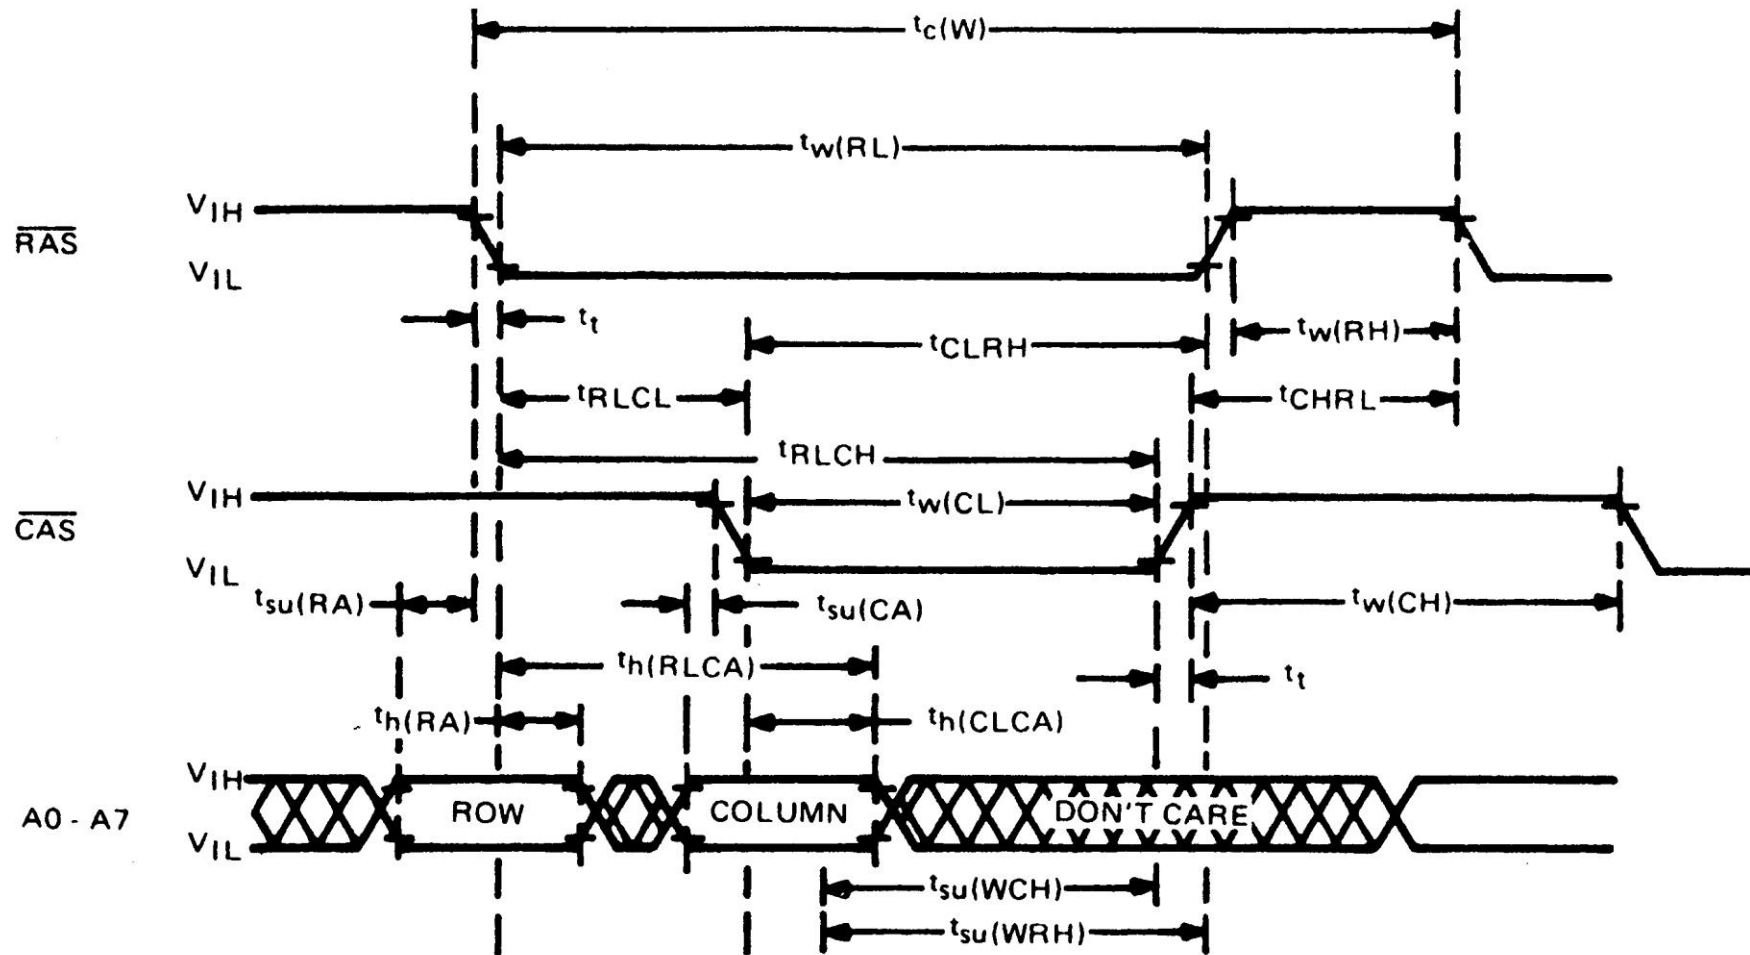 tc(W)
tw(RL)
VIH
RAS
VIL
tt
tw(RH)
tCLRH
tRLCL
tCHRL
tRLCH
VIH
tw(CL)
CAS
VIL
tsu(RA)
tsu(CA)
tw(CH)
th(RLCA)
tt
th(RA)
th(CLCA)
VIH
A0 - A7
ROW
COLUMN
DON'T CARE
VIL
tsu(WCH)
tsu(WRH)